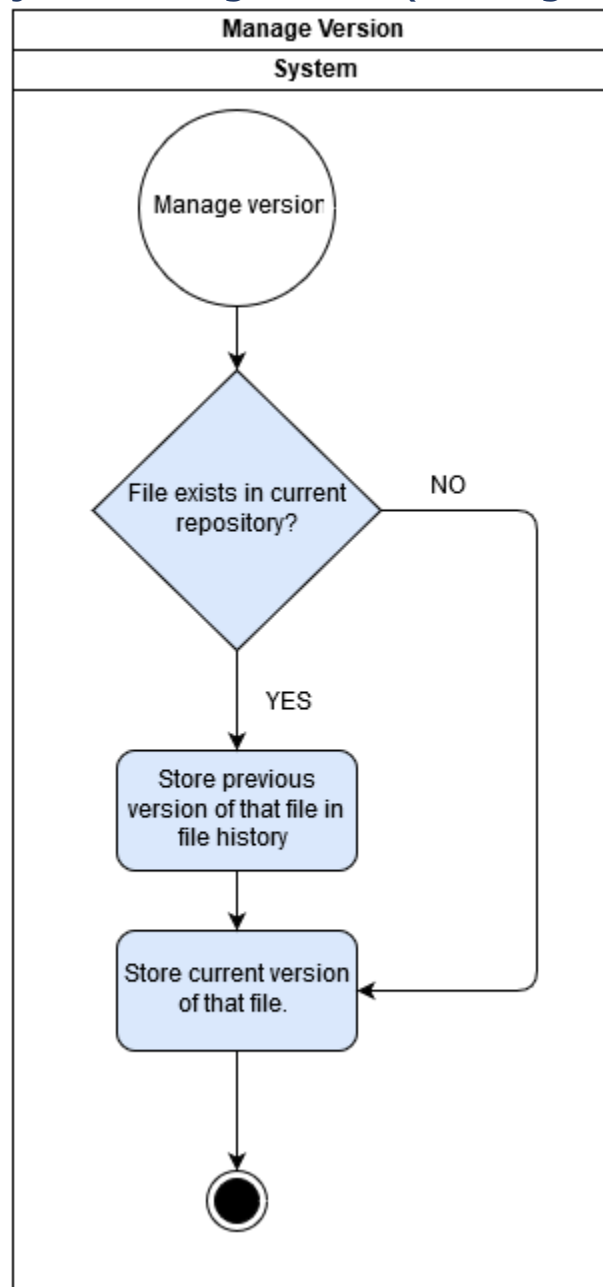 Manage Version
System
Manage version
File exists in current
repository?
NO
YES
Store previous
version of that file in
file history
Store current version
of that file.